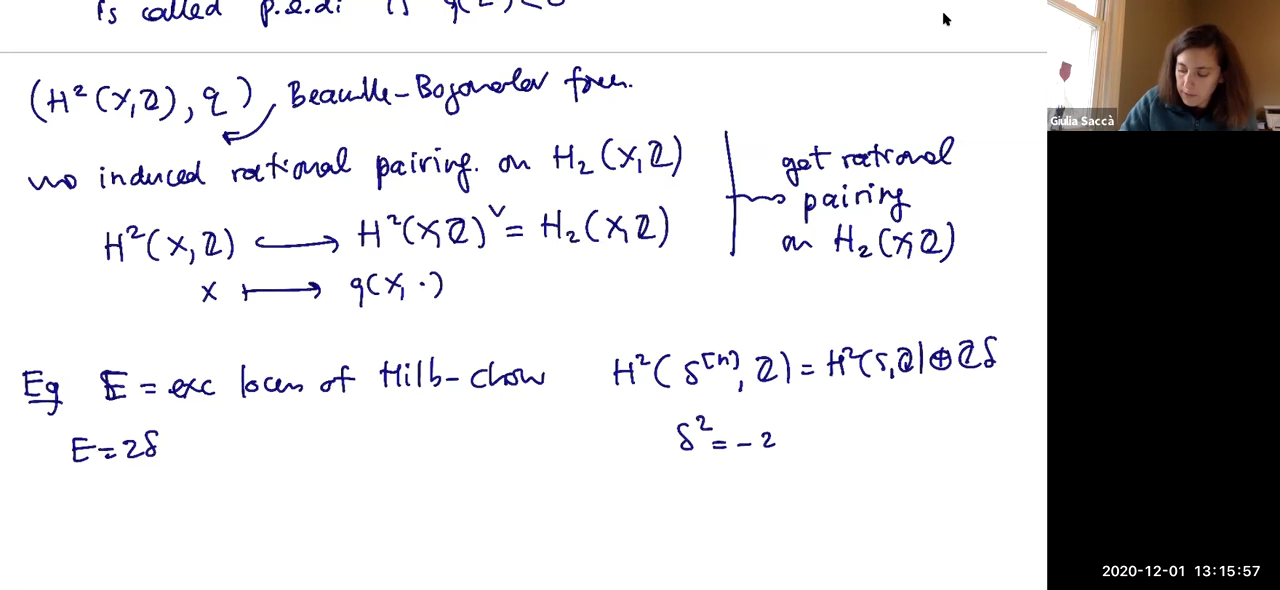 is called p.e.d. if q(E)<0
(H²(X,Z), q), Beauville-Bogomolov form.
⇝ induced rational pairing. on H₂(X,Z)
H²(X,Z) ↪ H²(X,Z)ᵛ = H₂(X,Z)
x ⟼ q(x, ·)
get rational
pairing
on H₂(X,Z)
Eg E = exc locus of Hilb-Chow
H²(S^[n], Z) = H²(S,Z) ⊕ Zδ
E = 2δ
δ² = -2
Giulia Saccà
2020-12-01 13:15:57